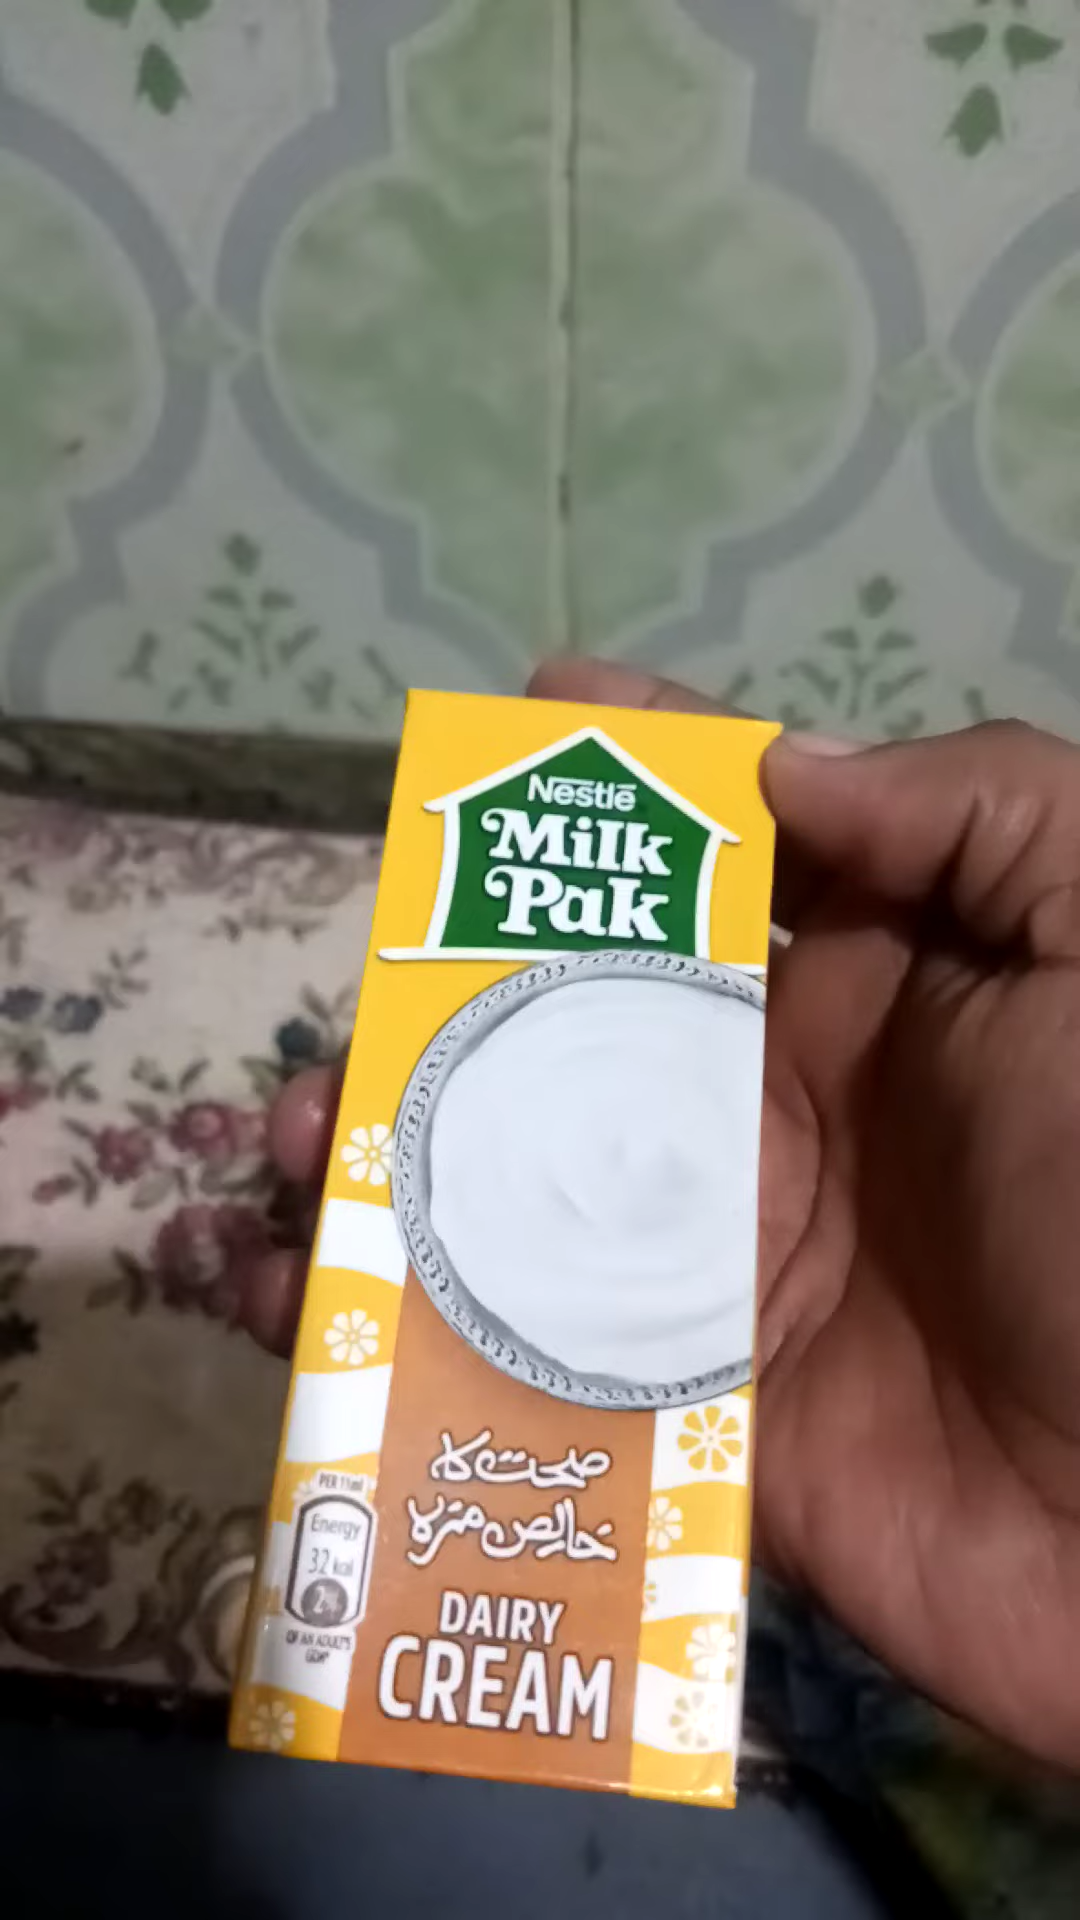 Nestlé
Milk
Pak
صحت کا
خالص مزہ
PER 11ml
Energy
32 kcal
2%
OF AN ADULT'S
GDA*
DAIRY
CREAM